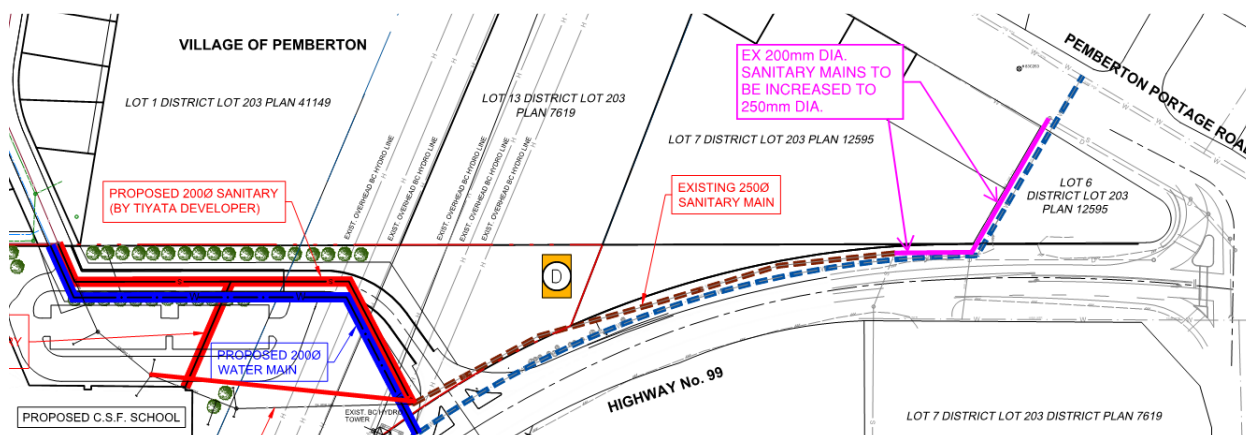 VILLAGE OF PEMBERTON
LOT 1 DISTRICT LOT 203 PLAN 41149
LOT 13 DISTRICT LOT 203
PLAN 7619
EX 200mm DIA.
SANITARY MAINS TO
BE INCREASED TO
250mm DIA.
PEMBERTON PORTAGE ROAD
LOT 7 DISTRICT LOT 203 PLAN 12595
EXIST. OVERHEAD BC HYDRO LINE
EXIST. OVERHEAD BC HYDRO LINE
EXIST. OVERHEAD BC HYDRO LINE
EXIST. OVERHEAD BC HYDRO LINE
EXIST. OVERHEAD BC HYDRO LINE
PROPOSED 200Ø SANITARY
(BY TIYATA DEVELOPER)
EXISTING 250Ø
SANITARY MAIN
LOT 6
DISTRICT LOT 203
PLAN 12595
D
PROPOSED 200Ø
WATER MAIN
HIGHWAY No. 99
PROPOSED C.S.F. SCHOOL
EXIST. BC HYDRO
TOWER
LOT 7 DISTRICT LOT 203 DISTRICT PLAN 7619